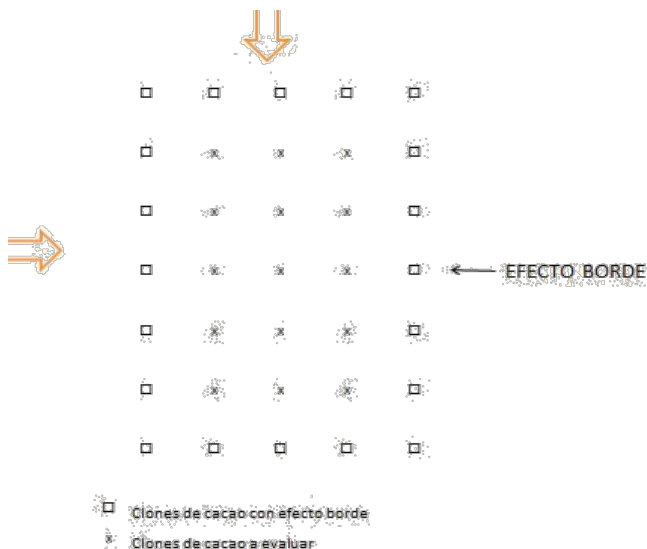 EFECTO BORDE
Clones de cacao con efecto borde
Clones de cacao a evaluar